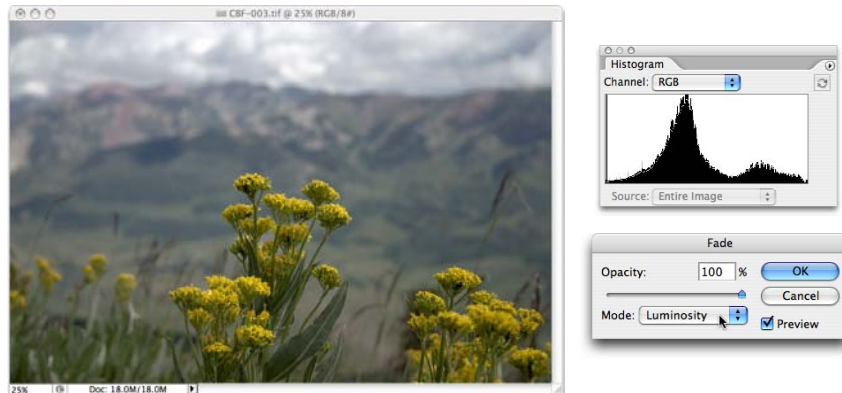 CBF-003.tif @ 25% (RGB/8#)
25%
Doc: 18.0M/18.0M
Histogram
Channel: RGB
Source: Entire Image
Fade
Opacity: 100 % OK
Cancel
Mode: Luminosity
Preview